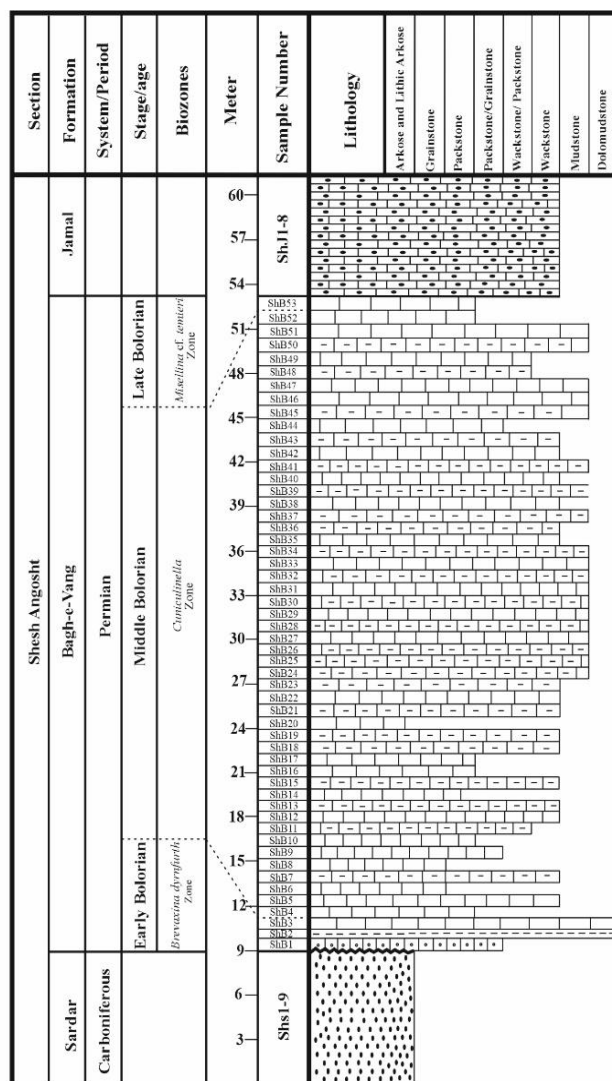 Section
Formation
System/Period
Stage/age
Biozones
Meter
Sample Number
Lithology
Arkose and Lithic Arkose
Grainstone
Packstone
Packstone/Grainstone
Wackstone/ Packstone
Wackstone
Mudstone
Dolomudstone
Shesh Angosht
Jamal
Bagh-e-Vang
Sardar
Permian
Carboniferous
Late Bolorian
Middle Bolorian
Early Bolorian
Misellina cf. termieri
Zone
Cuniculinella
Zone
Brevaxina dyrnfurth
Zone
60
57
54
51
48
45
42
39
36
33
30
27
24
21
18
15
12
9
6
3
ShJ1-8
ShB53
ShB52
ShB51
ShB50
ShB49
ShB48
ShB47
ShB46
ShB45
ShB44
ShB43
ShB42
ShB41
ShB40
ShB39
ShB38
ShB37
ShB36
ShB35
ShB34
ShB33
ShB32
ShB31
ShB30
ShB29
ShB28
ShB27
ShB26
ShB25
ShB24
ShB23
ShB22
ShB21
ShB20
ShB19
ShB18
ShB17
ShB16
ShB15
ShB14
ShB13
ShB12
ShB11
ShB10
ShB9
ShB8
ShB7
ShB6
ShB5
ShB4
ShB3
ShB2
ShB1
Shs1-9